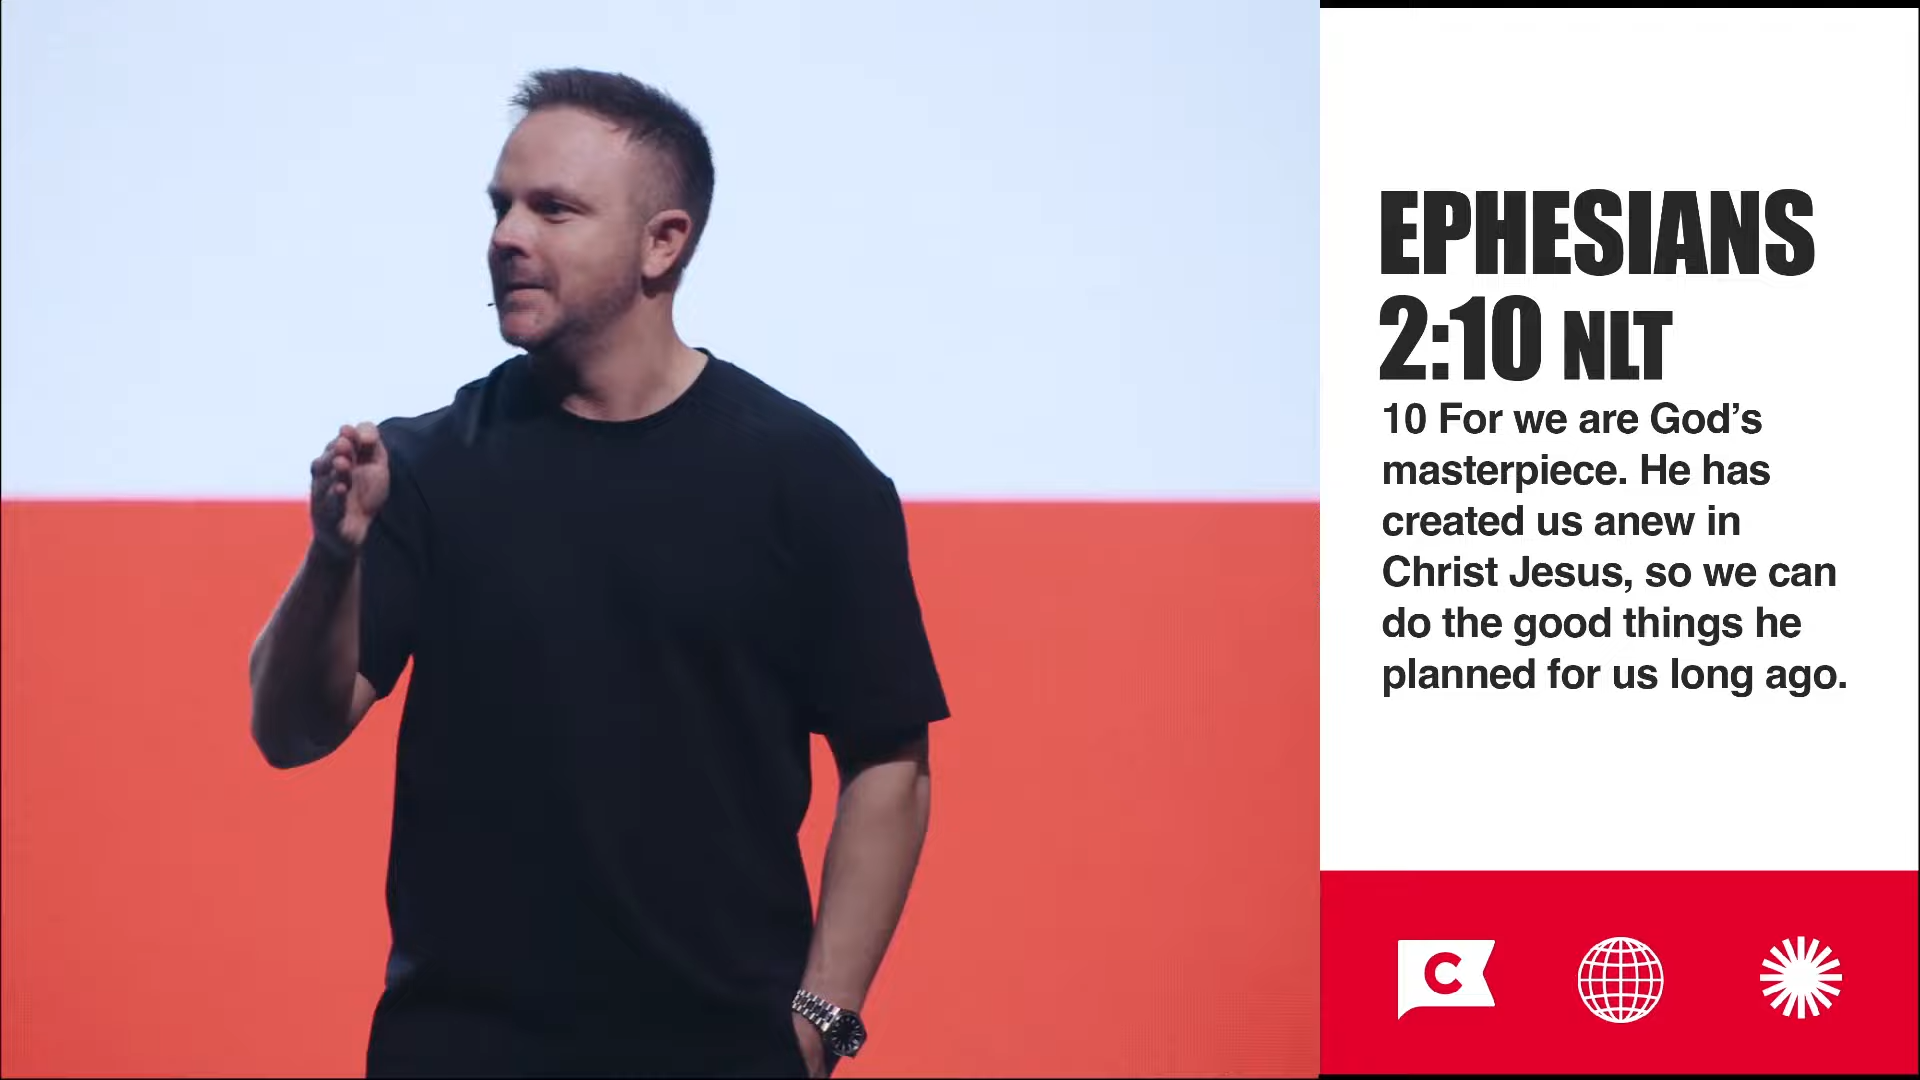 EPHESIANS
2:10 NLT
10 For we are God’s
masterpiece. He has
created us anew in
Christ Jesus, so we can
do the good things he
planned for us long ago.
C